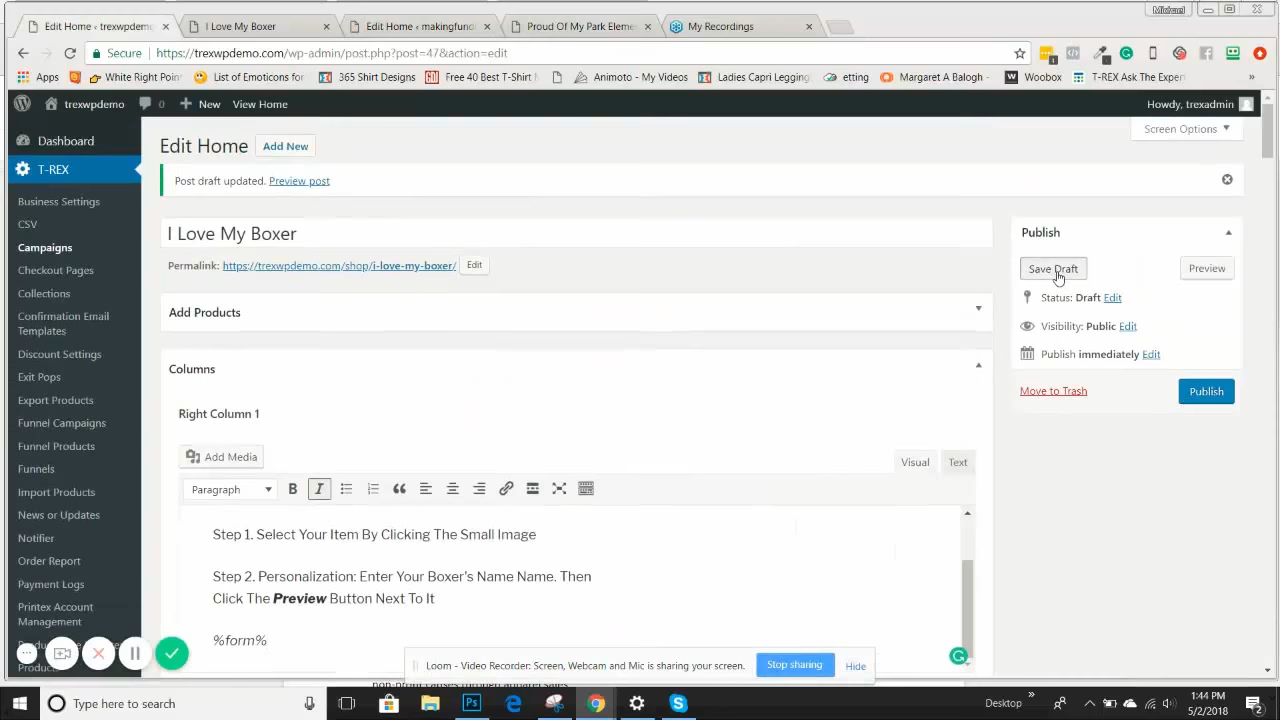 Michael
Edit Home ‹ trexwpdemo
I Love My Boxer
Edit Home ‹ makingfund
Proud Of My Park Eleme
My Recordings
Secure
https://trexwpdemo.com/wp-admin/post.php?post=47&action=edit
Apps
White Right Point
List of Emoticons for
365 Shirt Designs
Free 40 Best T-Shirt
Animoto - My Videos
Ladies Capri Legging
etting
Margaret A Balogh
Woobox
T-REX Ask The Expert
»
trexwpdemo
0
New
View Home
Howdy, trexadmin
Dashboard
T-REX
Business Settings
CSV
Campaigns
Checkout Pages
Collections
Confirmation Email
Templates
Discount Settings
Exit Pops
Export Products
Funnel Campaigns
Funnel Products
Funnels
Import Products
News or Updates
Notifier
Order Report
Payment Logs
Printex Account
Management
Screen Options
Edit Home
Add New
Post draft updated. Preview post
I Love My Boxer
Permalink: https://trexwpdemo.com/shop/i-love-my-boxer/
Edit
Add Products
Columns
Right Column 1
Add Media
Visual
Text
Paragraph
B
I
Step 1. Select Your Item By Clicking The Small Image
Step 2. Personalization: Enter Your Boxer's Name Name. Then
Click The Preview Button Next To It
%form%
Publish
Save Draft
Preview
Status: Draft Edit
Visibility: Public Edit
Publish immediately Edit
Move to Trash
Publish
Loom - Video Recorder: Screen, Webcam and Mic is sharing your screen.
Stop sharing
Hide
Type here to search
Desktop
»
1:44 PM
5/2/2018
2